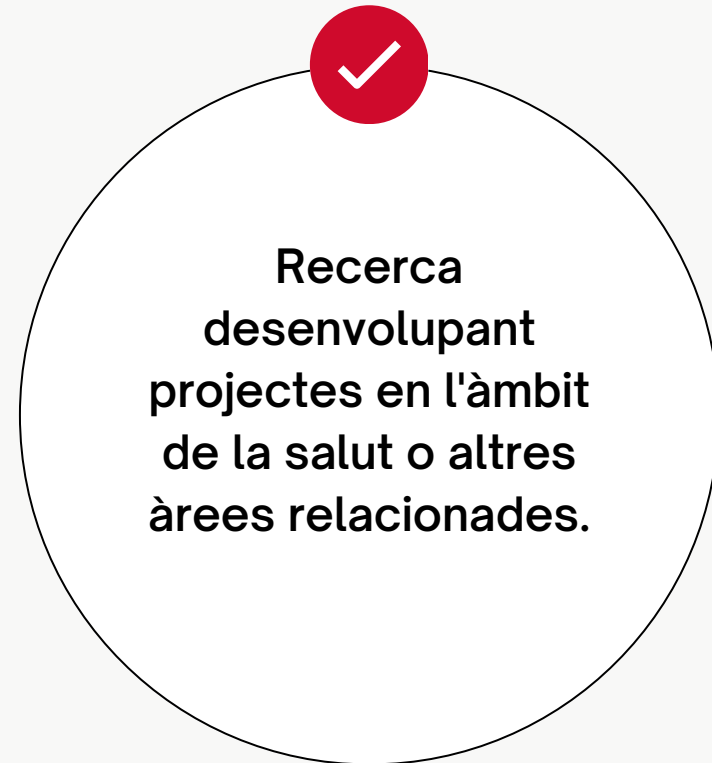 Recerca
desenvolupant
projectes en l'àmbit
de la salut o altres
àrees relacionades.